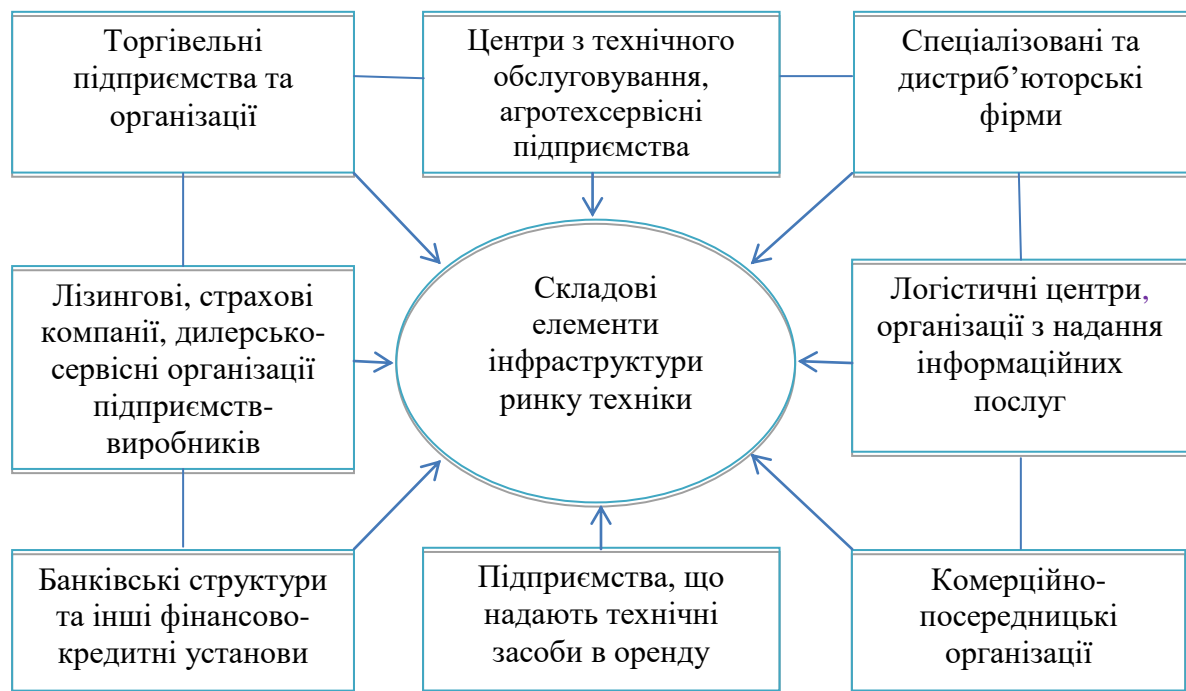 Торгівельні
підприємства та
організації
Центри з технічного
обслуговування,
агротехсервісні
підприємства
Спеціалізовані та
дистриб’юторські
фірми
Лізингові, страхові
компанії, дилерсько-
сервісні організації
підприємств-
виробників
Складові
елементи
інфраструктури
ринку техніки
Логістичні центри,
організації з надання
інформаційних
послуг
Банківські структури
та інші фінансово-
кредитні установи
Підприємства, що
надають технічні
засоби в оренду
Комерційно-
посередницькі
організації